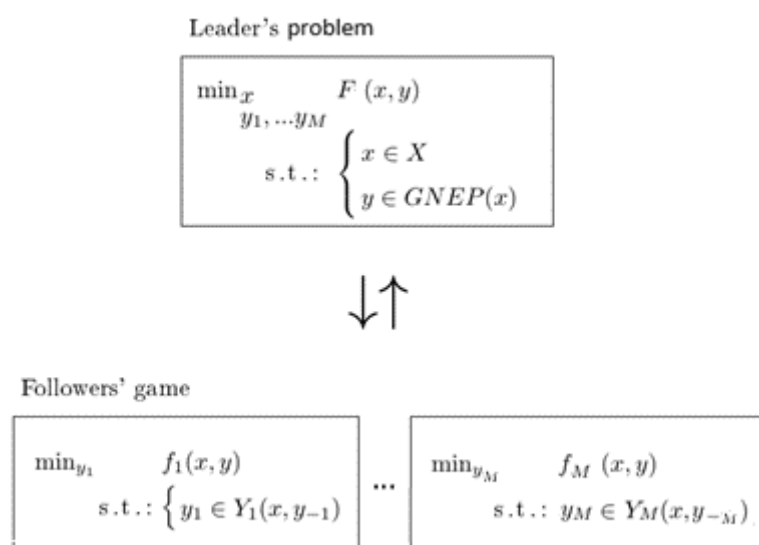 Leader's problem
min_x F (x, y)
y_1, ...y_M
s.t.: { x ∈ X
y ∈ GNEP(x)
↓↑
Followers' game
min_{y_1} f_1(x, y)
s.t.: { y_1 ∈ Y_1(x, y_{-1})
...
min_{y_M} f_M (x, y)
s.t.: y_M ∈ Y_M(x, y_{-M})